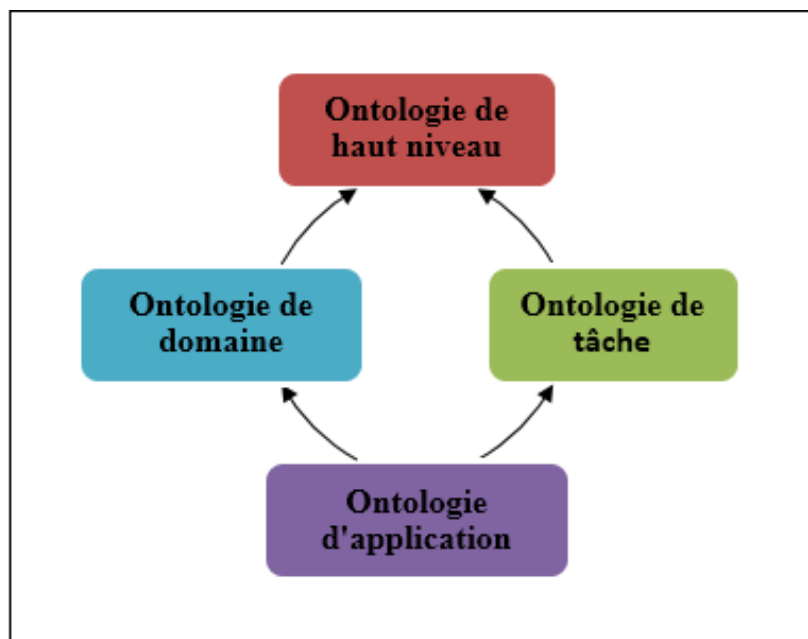 Ontologie de
haut niveau
Ontologie de
domaine
Ontologie de
tâche
Ontologie
d'application